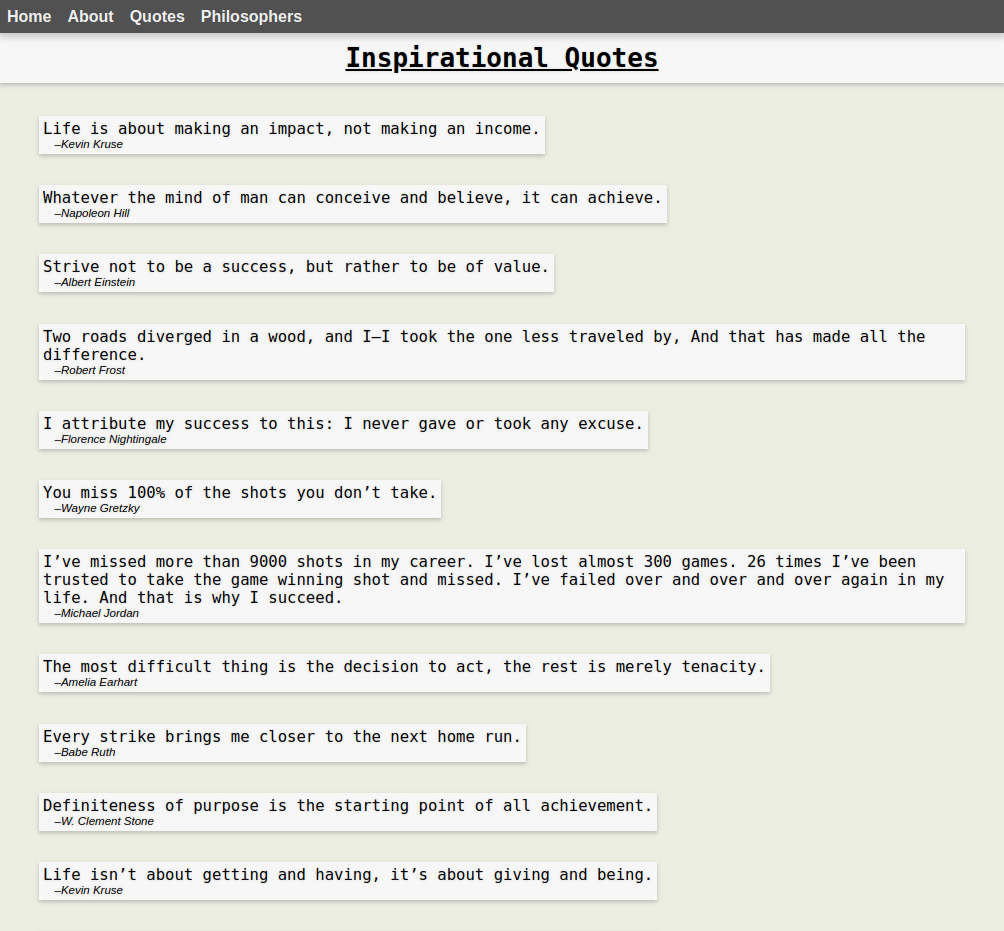 Home About Quotes Philosophers
Inspirational Quotes
Life is about making an impact, not making an income.
–Kevin Kruse
Whatever the mind of man can conceive and believe, it can achieve.
–Napoleon Hill
Strive not to be a success, but rather to be of value.
–Albert Einstein
Two roads diverged in a wood, and I—I took the one less traveled by, And that has made all the
difference.
–Robert Frost
I attribute my success to this: I never gave or took any excuse.
–Florence Nightingale
You miss 100% of the shots you don’t take.
–Wayne Gretzky
I’ve missed more than 9000 shots in my career. I’ve lost almost 300 games. 26 times I’ve been
trusted to take the game winning shot and missed. I’ve failed over and over and over again in my
life. And that is why I succeed.
–Michael Jordan
The most difficult thing is the decision to act, the rest is merely tenacity.
–Amelia Earhart
Every strike brings me closer to the next home run.
–Babe Ruth
Definiteness of purpose is the starting point of all achievement.
–W. Clement Stone
Life isn’t about getting and having, it’s about giving and being.
–Kevin Kruse